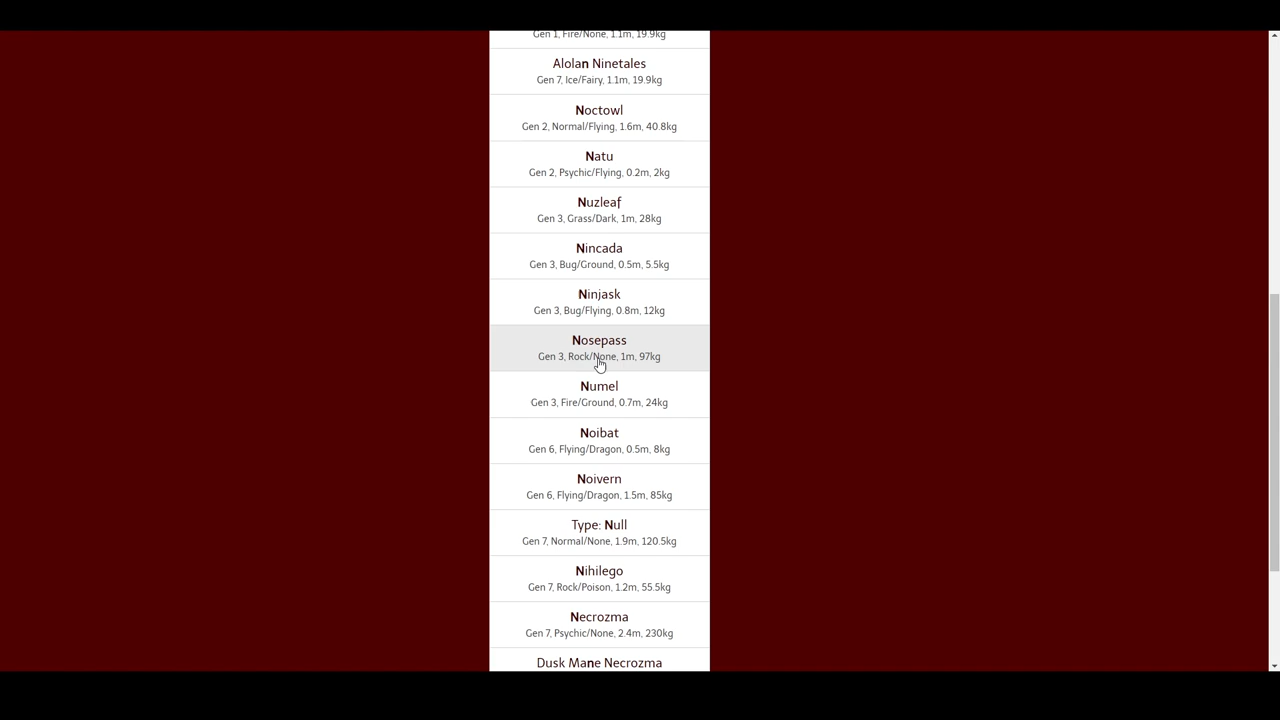 Gen 1, Fire/None, 1.1m, 19.9kg
Alolan Ninetales
Gen 7, Ice/Fairy, 1.1m, 19.9kg
Noctowl
Gen 2, Normal/Flying, 1.6m, 40.8kg
Natu
Gen 2, Psychic/Flying, 0.2m, 2kg
Nuzleaf
Gen 3, Grass/Dark, 1m, 28kg
Nincada
Gen 3, Bug/Ground, 0.5m, 5.5kg
Ninjask
Gen 3, Bug/Flying, 0.8m, 12kg
Nosepass
Gen 3, Rock/None, 1m, 97kg
Numel
Gen 3, Fire/Ground, 0.7m, 24kg
Noibat
Gen 6, Flying/Dragon, 0.5m, 8kg
Noivern
Gen 6, Flying/Dragon, 1.5m, 85kg
Type: Null
Gen 7, Normal/None, 1.9m, 120.5kg
Nihilego
Gen 7, Rock/Poison, 1.2m, 55.5kg
Necrozma
Gen 7, Psychic/None, 2.4m, 230kg
Dusk Mane Necrozma